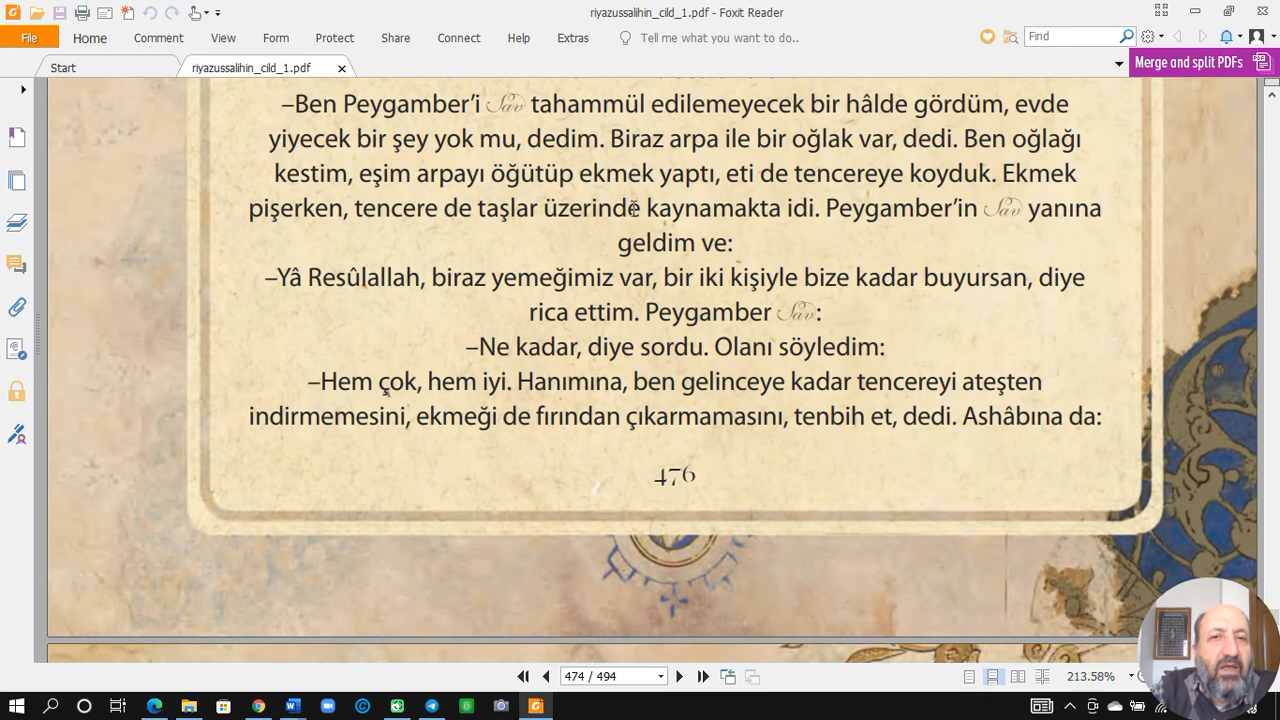 riyazussalihin_cild_1.pdf - Foxit Reader
File Home Comment View Form Protect Share Connect Help Extras Tell me what you want to do.. Find
Start riyazussalihin_cild_1.pdf Merge and split PDFs
–Ben Peygamber’i Sav tahammül edilemeyecek bir hâlde gördüm, evde
yiyecek bir şey yok mu, dedim. Biraz arpa ile bir oğlak var, dedi. Ben oğlağı
kestim, eşim arpayı öğütüp ekmek yaptı, eti de tencereye koyduk. Ekmek
pişerken, tencere de taşlar üzerinde kaynamakta idi. Peygamber’in Sav yanına
geldim ve:
–Yâ Resûlallah, biraz yemeğimiz var, bir iki kişiyle bize kadar buyursan, diye
rica ettim. Peygamber Sav:
–Ne kadar, diye sordu. Olanı söyledim:
–Hem çok, hem iyi. Hanımına, ben gelinceye kadar tencereyi ateşten
indirmemesini, ekmeği de fırından çıkarmamasını, tenbih et, dedi. Ashâbına da:
476
474 / 494 213.58%